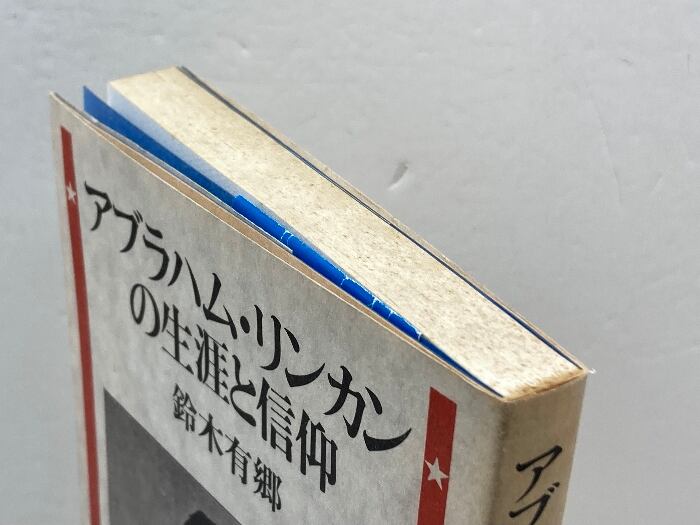 アブラハム・リンカン
の生涯と信仰
鈴木有郷
アブ